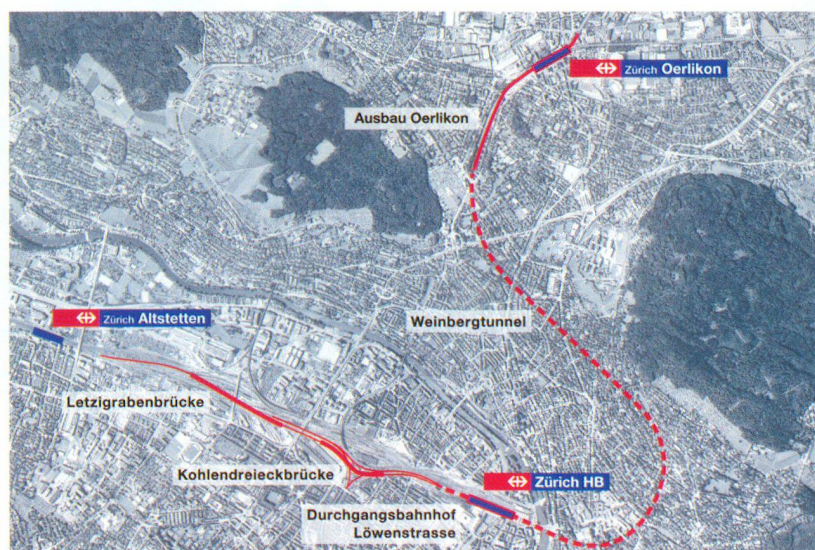 Zürich Oerlikon
Ausbau Oerlikon
Weinbergtunnel
Zürich Altstetten
Letzigrabenbrücke
Kohlendreieckbrücke
Zürich HB
Durchgangsbahnhof
Löwenstrasse